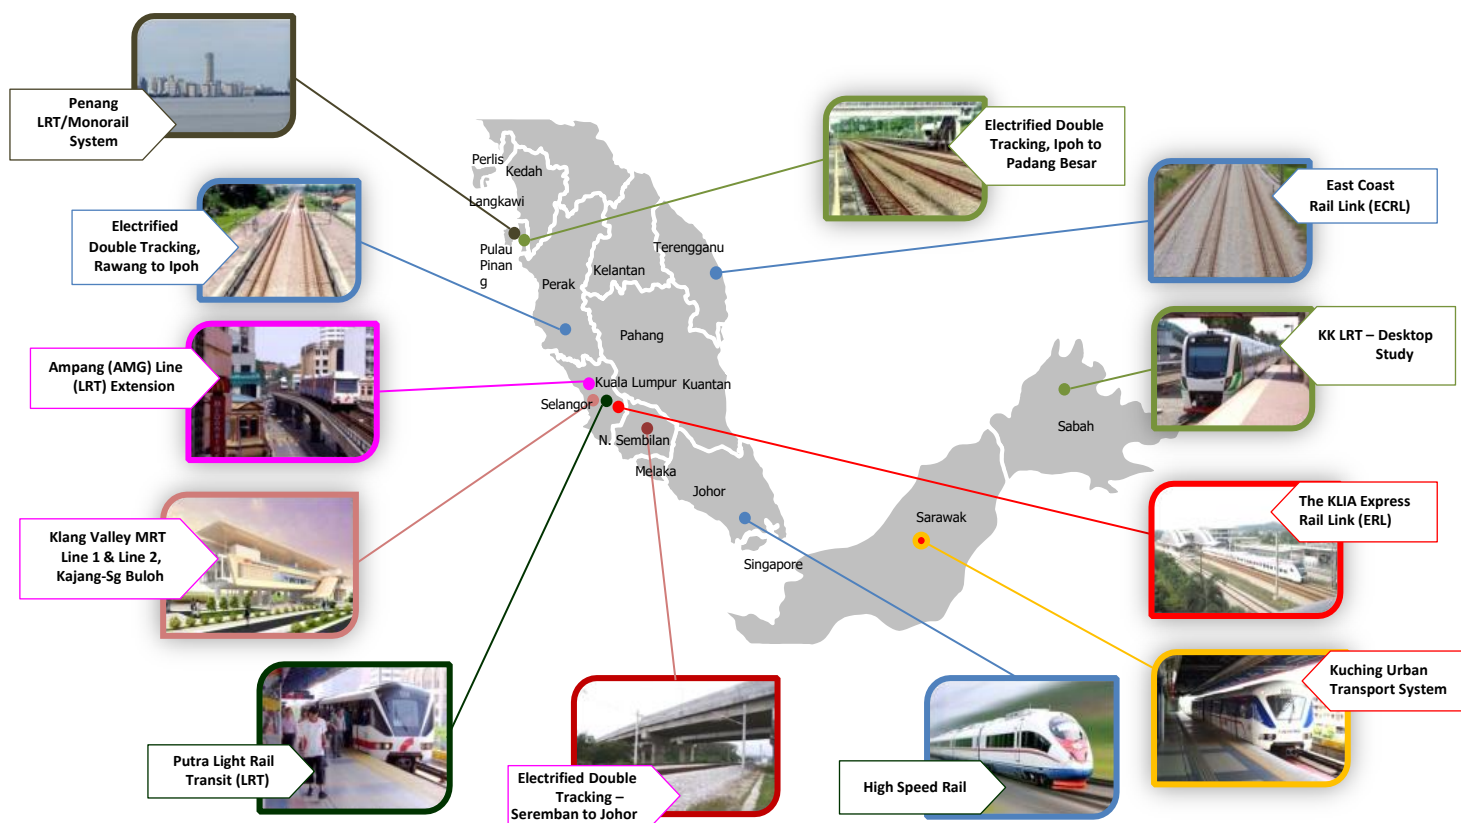 Penang
LRT/Monorail
System
Electrified Double
Tracking, Ipoh to
Padang Besar
East Coast
Rail Link (ECRL)
Electrified
Double Tracking,
Rawang to Ipoh
Perlis
Kedah
Langkawi
Pulau
Pinan
g
Terengganu
Kelantan
Perak
Pahang
Ampang (AMG) Line
(LRT) Extension
KK LRT – Desktop
Study
Kuala Lumpur
Kuantan
Selangor
N. Sembilan
Melaka
Johor
Singapore
Sabah
Sarawak
Klang Valley MRT
Line 1 & Line 2,
Kajang-Sg Buloh
The KLIA Express
Rail Link (ERL)
Kuching Urban
Transport System
Putra Light Rail
Transit (LRT)
Electrified Double
Tracking –
Seremban to Johor
High Speed Rail